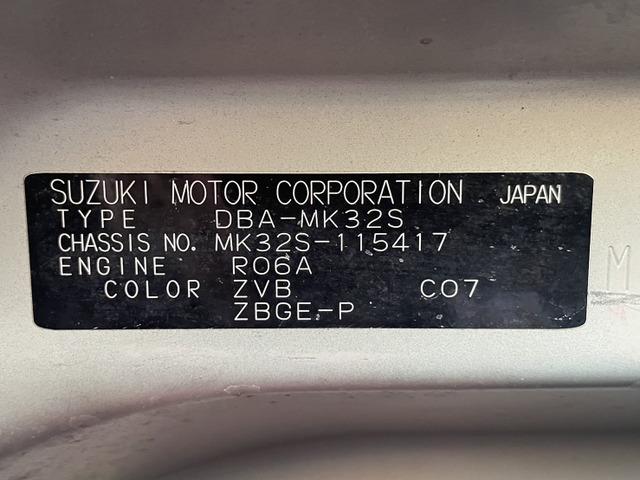 SUZUKI MOTOR CORPORATION JAPAN
TYPE DBA-MK32S
CHASSIS NO. MK32S-115417
ENGINE R06A
COLOR ZVB C07
ZBGE-P
M